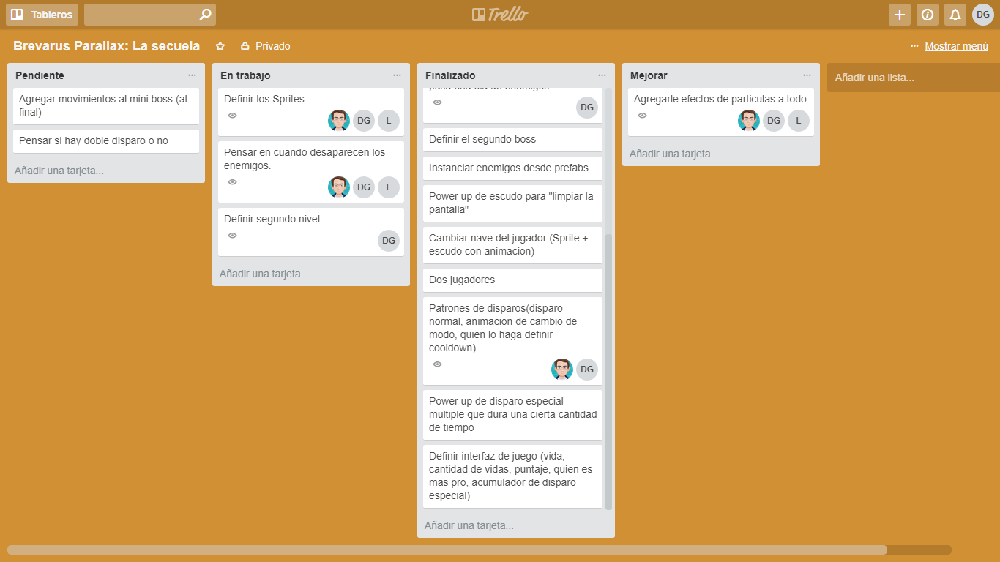 Tableros
Trello
DG
Brevarus Parallax: La secuela
Privado
... Mostrar menú
Pendiente
Agregar movimientos al mini boss (al
final)
Pensar si hay doble disparo o no
Añadir una tarjeta...
En trabajo
Definir los Sprites...
DG
L
Pensar en cuando desaparecen los
enemigos.
DG
L
Definir segundo nivel
DG
Añadir una tarjeta...
Finalizado
pasa una ola de enemigos
DG
Definir el segundo boss
Instanciar enemigos desde prefabs
Power up de escudo para "limpiar la
pantalla"
Cambiar nave del jugador (Sprite +
escudo con animacion)
Dos jugadores
Patrones de disparos(disparo
normal, animacion de cambio de
modo, quien lo haga definir
cooldown).
DG
Power up de disparo especial
multiple que dura una cierta cantidad
de tiempo
Definir interfaz de juego (vida,
cantidad de vidas, puntaje, quien es
mas pro, acumulador de disparo
especial)
Añadir una tarjeta...
Mejorar
Agregarle efectos de particulas a todo
DG
L
Añadir una tarjeta...
Añadir una lista...